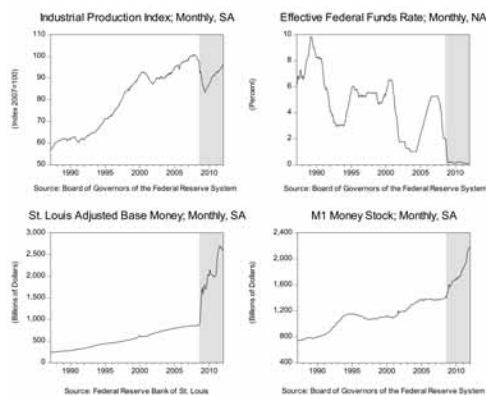 Industrial Production Index; Monthly, SA
110
100
90
80
70
60
50
(Index 2007=100)
1990 1995 2000 2005 2010
Source: Board of Governors of the Federal Reserve System
Effective Federal Funds Rate; Monthly, NA
10
8
6
4
2
0
(Percent)
1990 1995 2000 2005 2010
Source: Board of Governors of the Federal Reserve System
St. Louis Adjusted Base Money; Monthly, SA
3,000
2,500
2,000
1,500
1,000
500
0
(Billions of Dollars)
1990 1995 2000 2005 2010
Source: Federal Reserve Bank of St. Louis
M1 Money Stock; Monthly, SA
2,400
2,000
1,600
1,200
800
400
(Billions of Dollars)
1990 1995 2000 2005 2010
Source: Board of Governors of the Federal Reserve System